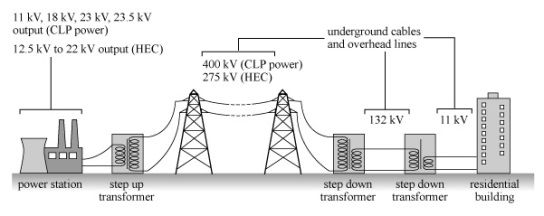 11 kV, 18 kV, 23 kV, 23.5 kV
output (CLP power)
12.5 kV to 22 kV output (HEC)
underground cables
and overhead lines
400 kV (CLP power)
275 kV (HEC)
132 kV
11 kV
power station
step up
transformer
step down
transformer
step down
transformer
residential
building